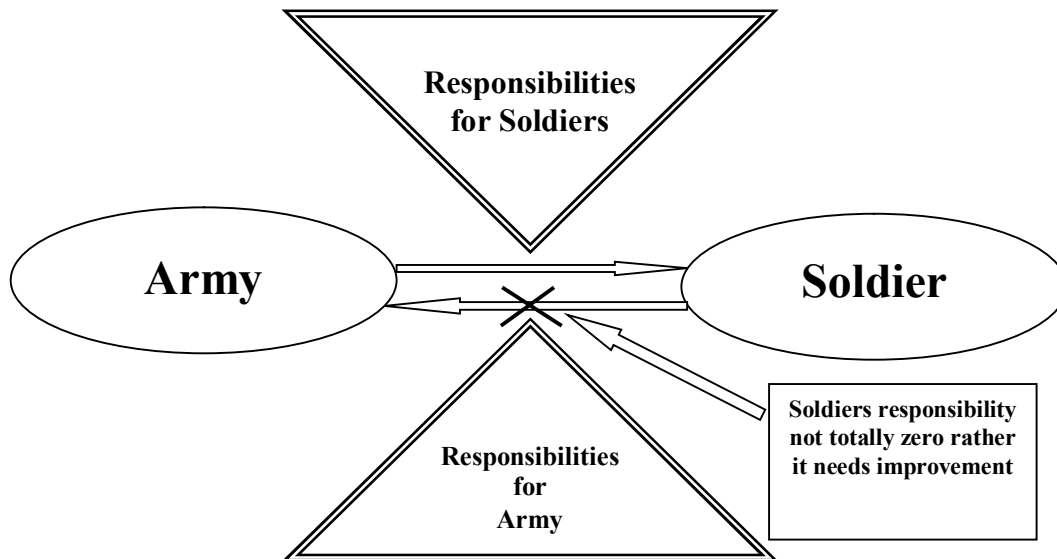 Responsibilities
for Soldiers
Army
Soldier
Soldiers responsibility
not totally zero rather
it needs improvement
Responsibilities
for
Army